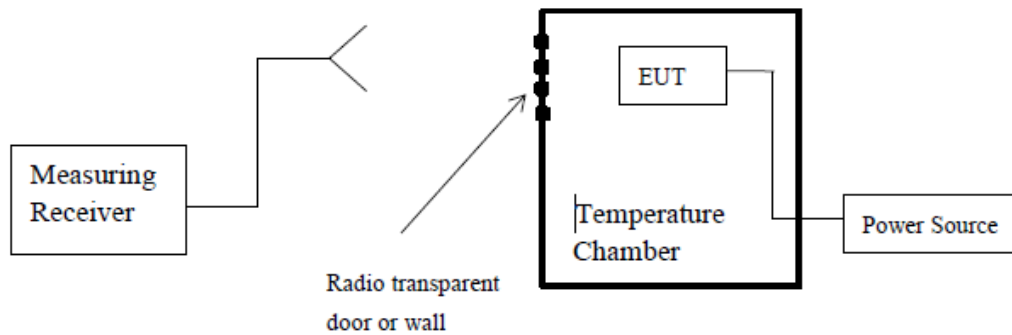 EUT
Measuring
Receiver
Temperature
Chamber
Power Source
Radio transparent
door or wall